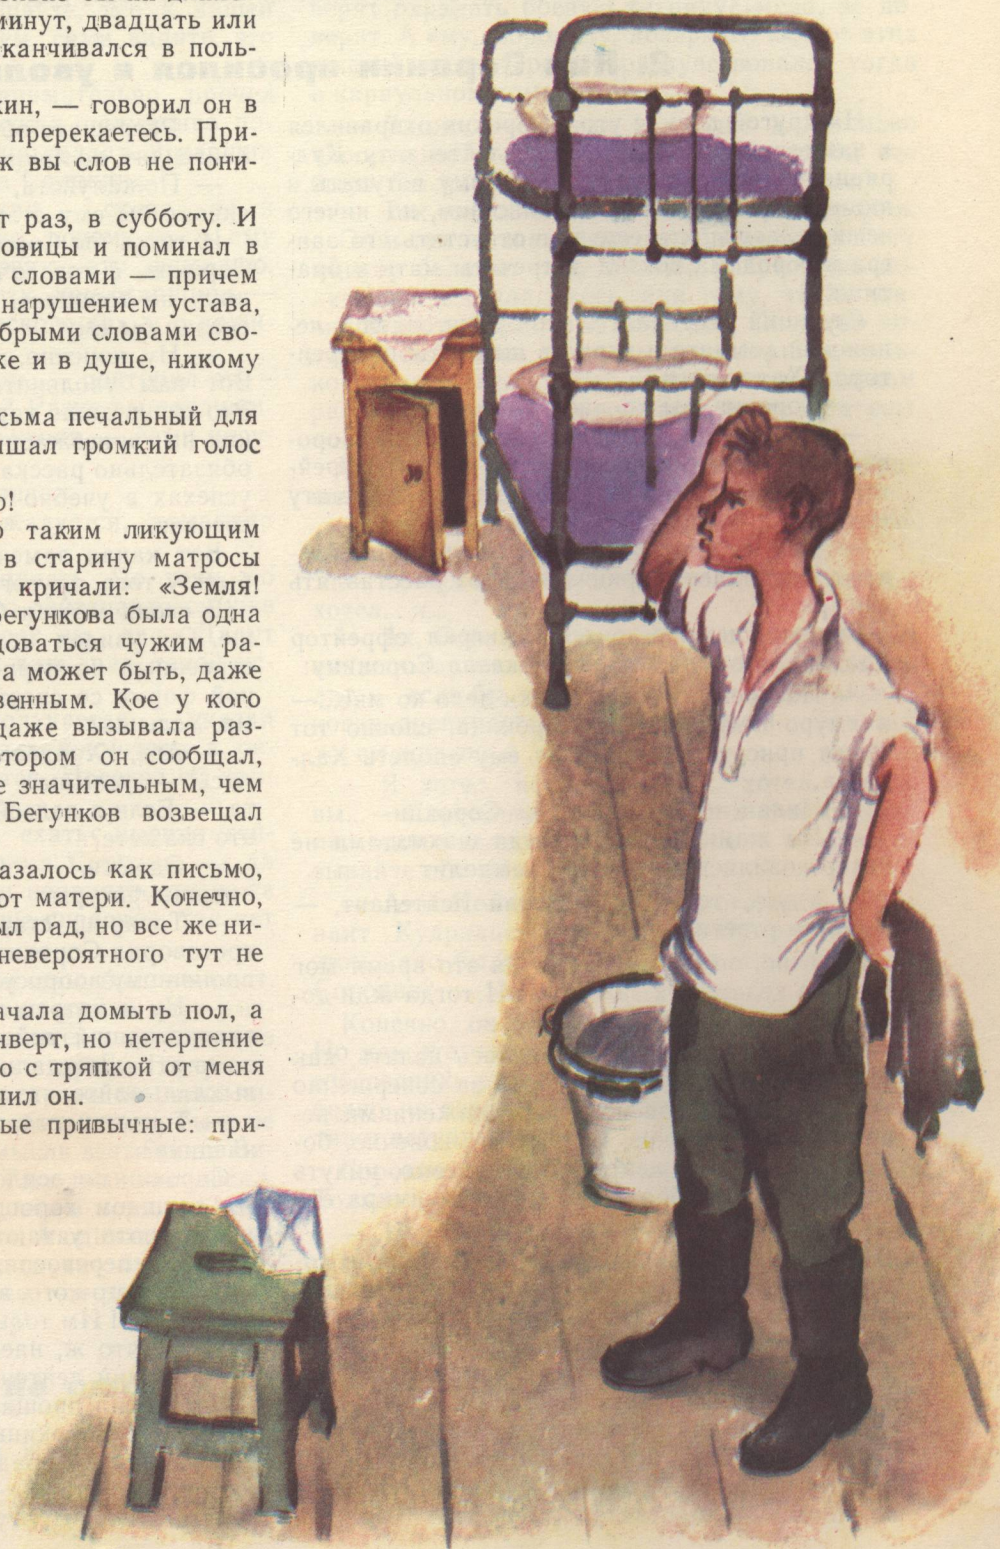 минут, двадцать или
канчивался в поль-
кин, — говорил он в
пререкаетесь. При-
ж вы слов не пони-
т раз, в субботу. И
овицы и поминал в
словами — причем
нарушением устава,
брыми словами сво-
ке и в душе, никому
сьма печальный для
ышал громкий голос
о!
о таким ликующим
в старину матросы
кричали: «Земля!
регункова была одна
доваться чужим ра-
а может быть, даже
венным. Кое у кого
даже вызывала раз-
тором он сообщал,
е значительным, чем
Бегунков возвещал
азалось как письмо,
от матери. Конечно,
ыл рад, но все же ни-
невероятного тут не
ачала домыть пол, а
нверт, но нетерпение
о с тряпкой от меня
пил он.
ые привычные: при-